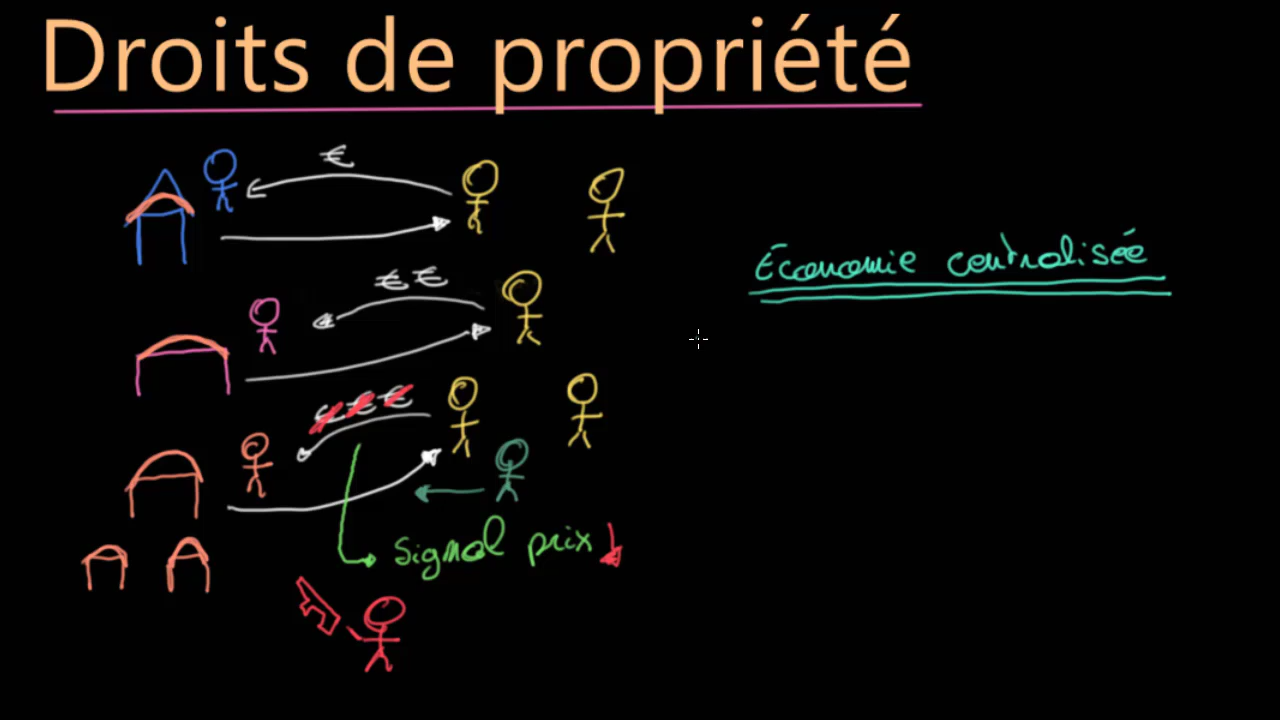 Droits de propriété
€
Économie centralisée
€ €
€ € €
Signal prix